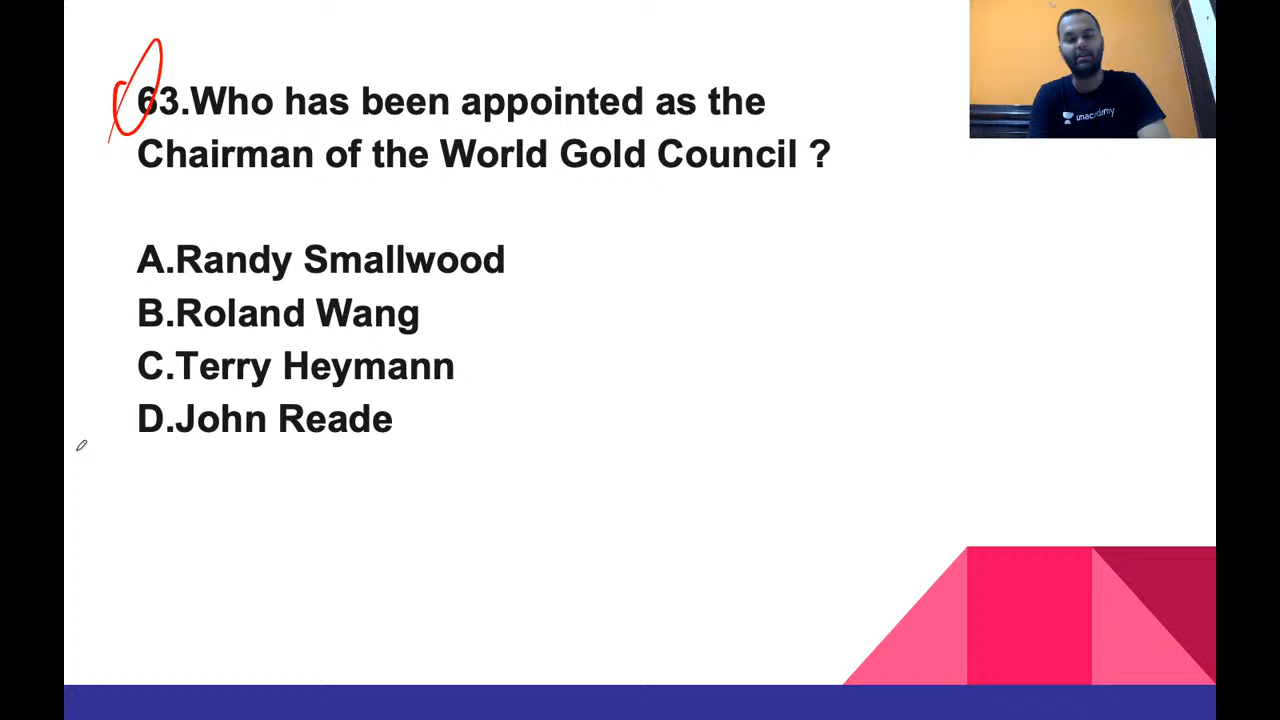 63.Who has been appointed as the
Chairman of the World Gold Council ?
A.Randy Smallwood
B.Roland Wang
C.Terry Heymann
D.John Reade
unacademy